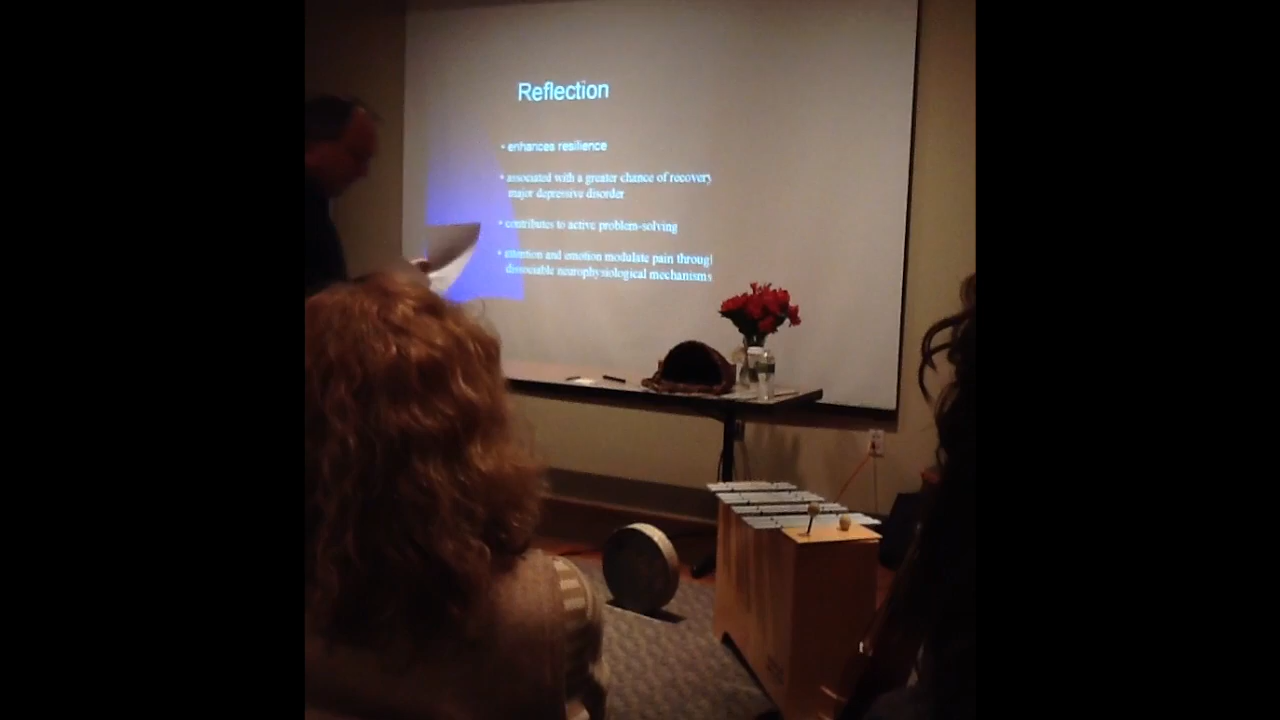 Reflection
• enhances resilience
• associated with a greater chance of recovery
major depressive disorder
• contributes to active problem-solving
• attention and emotion modulate pain through
dissociable neurophysiological mechanisms